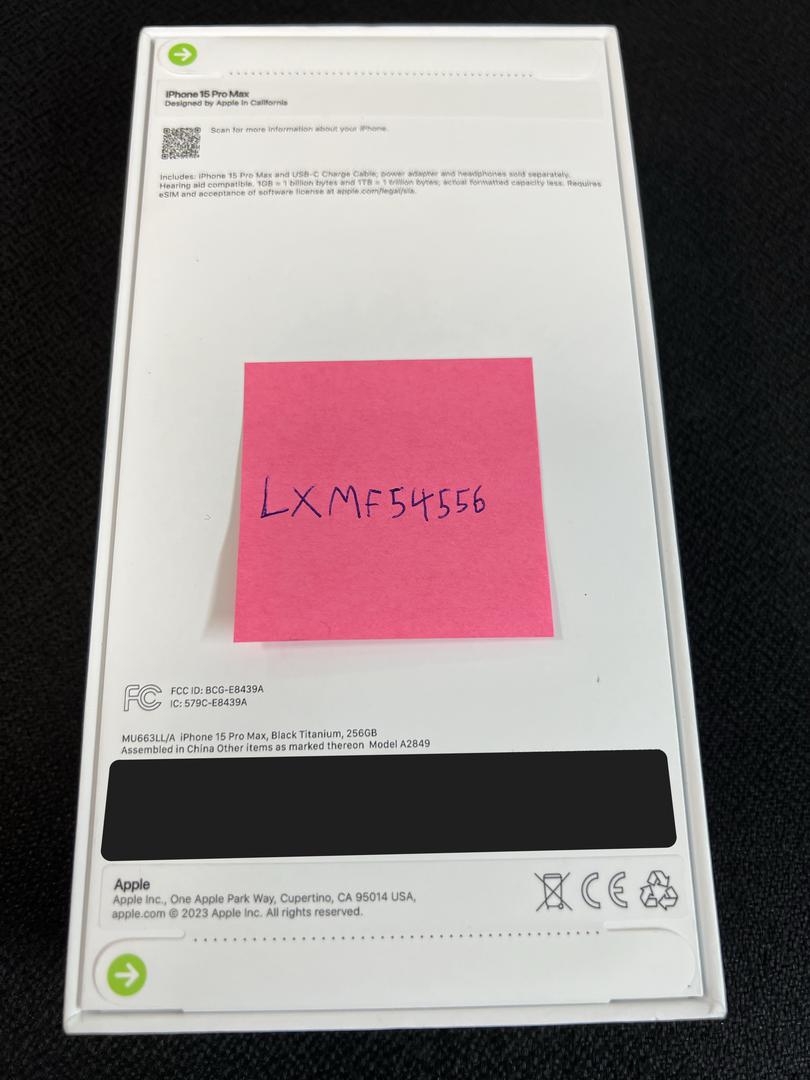 iPhone 15 Pro Max
Designed by Apple in California
Scan for more information about your iPhone.
Includes: iPhone 15 Pro Max and USB-C Charge Cable; power adapter and headphones sold separately.
Hearing aid compatible. 1GB = 1 billion bytes and 1TB = 1 trillion bytes; actual formatted capacity less. Requires
eSIM and acceptance of software license at apple.com/legal/sla.
LXMF54556
FC
FCC ID: BCG-E8439A
IC: 579C-E8439A
MU663LL/A iPhone 15 Pro Max, Black Titanium, 256GB
Assembled in China Other items as marked thereon Model A2849
Apple
Apple Inc., One Apple Park Way, Cupertino, CA 95014 USA,
apple.com © 2023 Apple Inc. All rights reserved.
CE